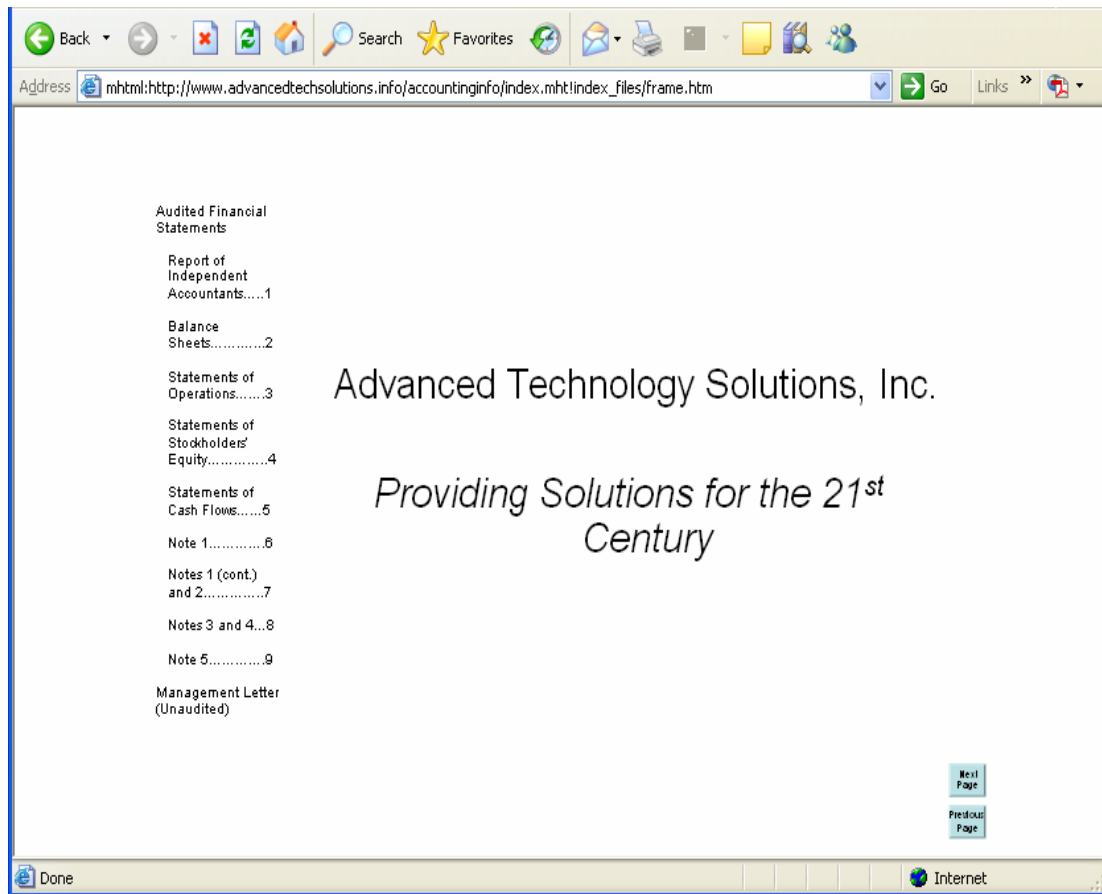 Back Search Favorites
Address mhtml:http://www.advancedtechsolutions.info/accountinginfo/index.mht!index_files/frame.htm Go Links »
Audited Financial
Statements
Report of
Independent
Accountants.....1
Balance
Sheets............2
Statements of
Operations.......3
Statements of
Stockholders'
Equity..............4
Statements of
Cash Flows......5
Note 1.............6
Notes 1 (cont.)
and 2..............7
Notes 3 and 4...8
Note 5.............9
Management Letter
(Unaudited)
Advanced Technology Solutions, Inc.
Providing Solutions for the 21st
Century
Next
Page
Previous
Page
Done Internet